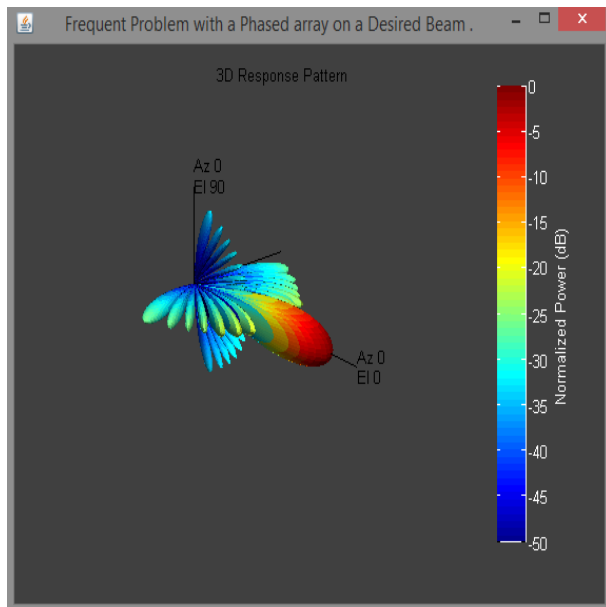 Frequent Problem with a Phased array on a Desired Beam .
3D Response Pattern
Az 0
El 90
Az 0
El 0
0
-5
-10
-15
-20
-25
-30
-35
-40
-45
-50
Normalized Power (dB)